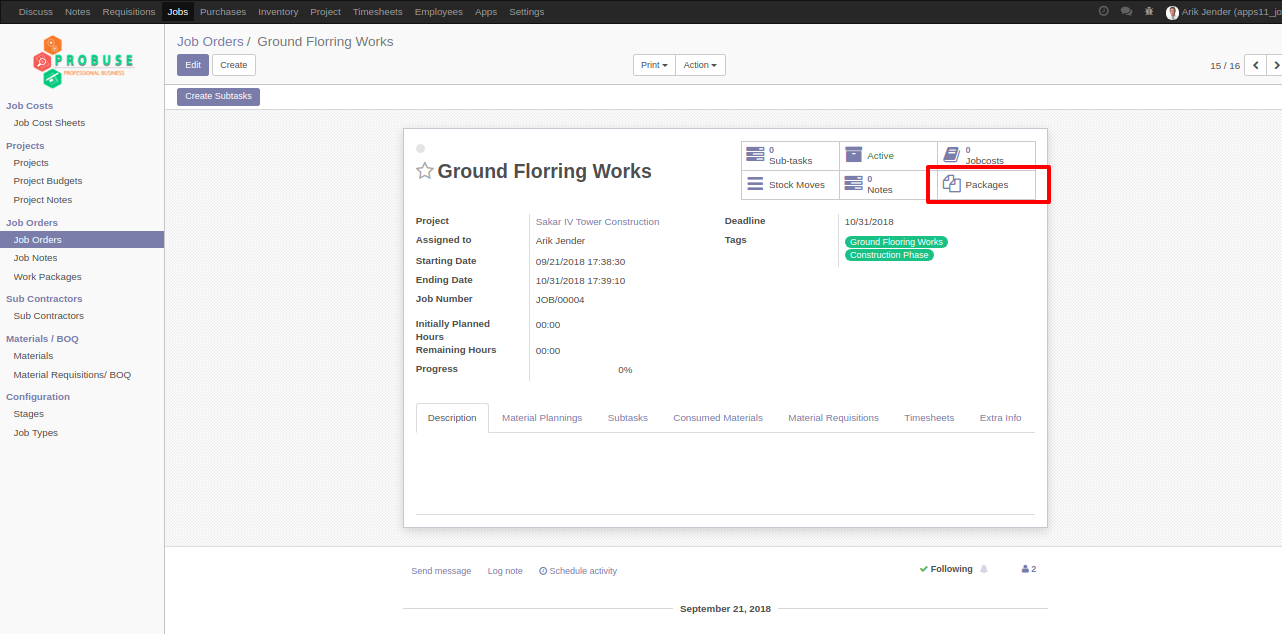 Discuss Notes Requisitions Jobs Purchases Inventory Project Timesheets Employees Apps Settings Arik Jender (apps11_jo
PROBUSE
PROFESSIONAL BUSINESS
Job Orders / Ground Florring Works
Edit Create Print Action 15 / 16
Create Subtasks
Job Costs
Job Cost Sheets
Projects
Projects
Project Budgets
Project Notes
Job Orders
Job Orders
Job Notes
Work Packages
Sub Contractors
Sub Contractors
Materials / BOQ
Materials
Material Requisitions/ BOQ
Configuration
Stages
Job Types
0
Sub-tasks
Active
0
Jobcosts
Stock Moves
0
Notes
Packages
Ground Florring Works
Project Sakar IV Tower Construction
Assigned to Arik Jender
Starting Date 09/21/2018 17:38:30
Ending Date 10/31/2018 17:39:10
Job Number JOB/00004
Initially Planned
Hours
00:00
Remaining Hours 00:00
Progress 0%
Deadline 10/31/2018
Tags Ground Flooring Works
Construction Phase
Description Material Plannings Subtasks Consumed Materials Material Requisitions Timesheets Extra Info
Send message Log note Schedule activity Following 2
September 21, 2018